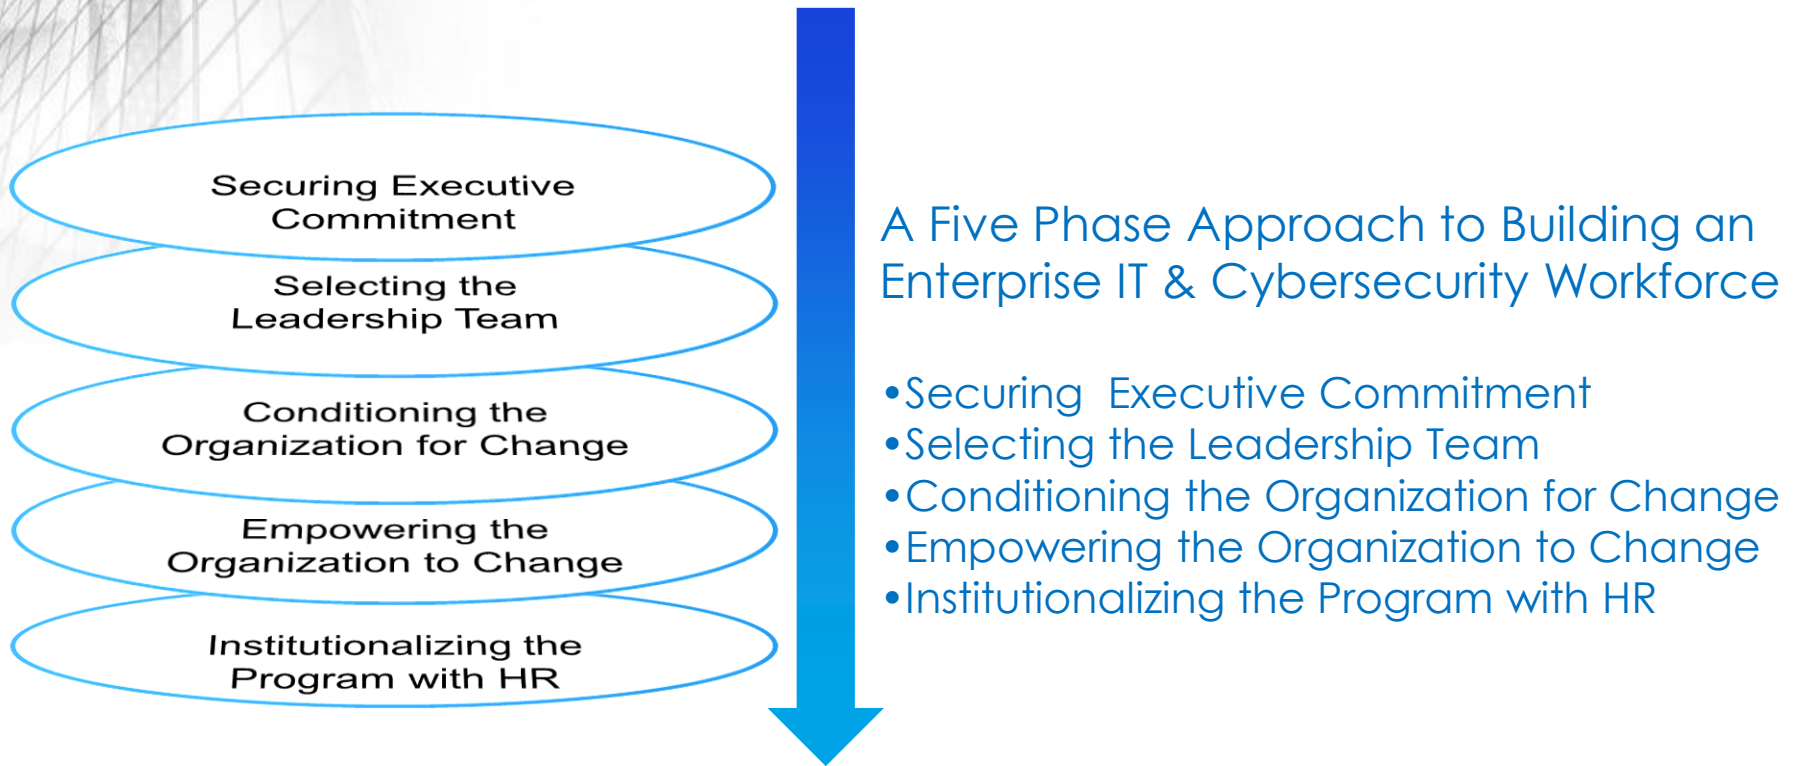 Securing Executive
Commitment
Selecting the
Leadership Team
Conditioning the
Organization for Change
Empowering the
Organization to Change
Institutionalizing the
Program with HR
A Five Phase Approach to Building an
Enterprise IT & Cybersecurity Workforce
•Securing  Executive Commitment
•Selecting the Leadership Team
•Conditioning the Organization for Change
•Empowering the Organization to Change
•Institutionalizing the Program with HR